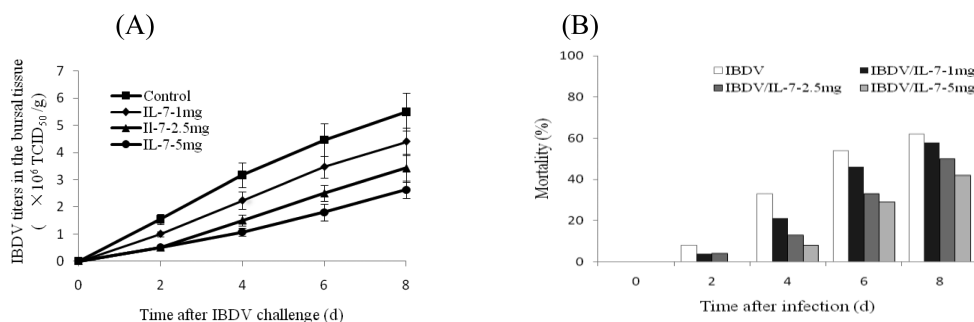 (A)
IBDV titers in the bursal tissue
( ×10⁶ TCID₅₀/g)
7
6
5
4
3
2
1
0
Control
IL-7-1mg
Il-7-2.5mg
IL-7-5mg
0 2 4 6 8
Time after IBDV challenge (d)
(B)
Mortality (%)
100
80
60
40
20
0
IBDV IBDV/IL-7-1mg
IBDV/IL-7-2.5mg IBDV/IL-7-5mg
0 2 4 6 8
Time after infection (d)